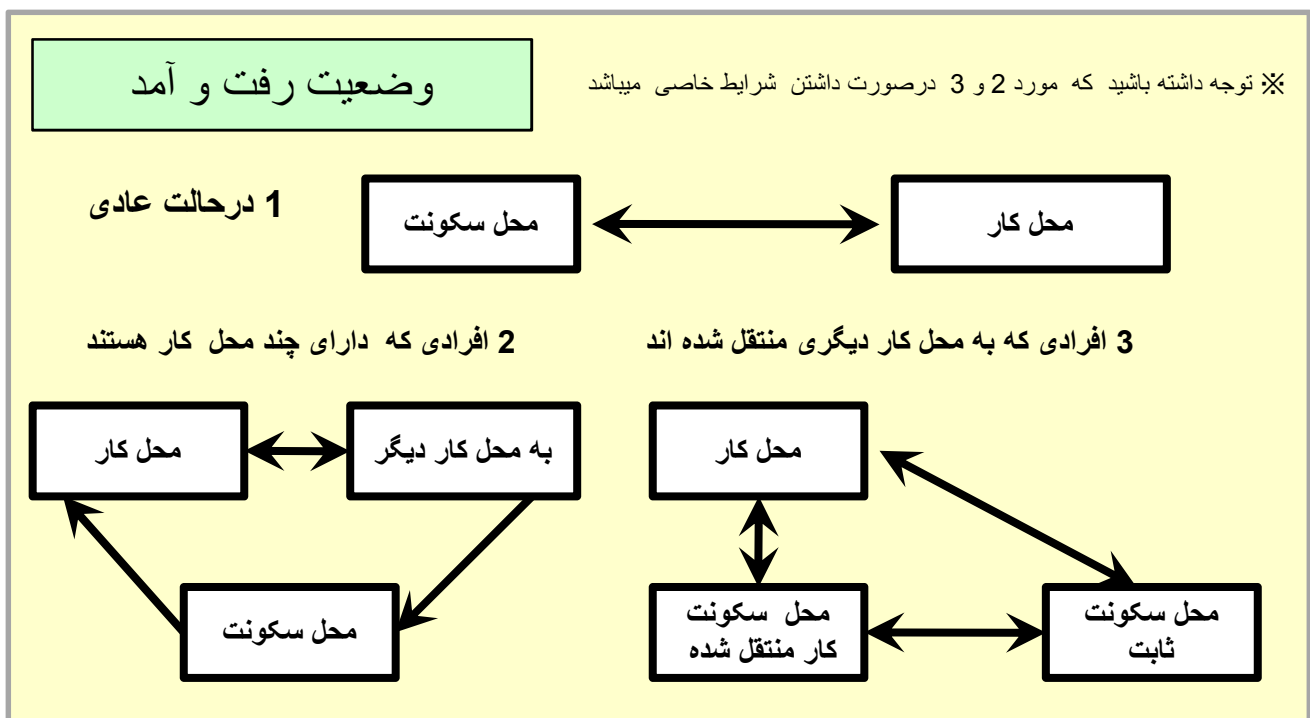 وضعیت رفت و آمد
※ توجه داشته باشید که مورد 2 و 3 درصورت داشتن شرایط خاصی میباشد
1 درحالت عادی
محل سکونت
محل کار
2 افرادی که دارای چند محل کار هستند
محل کار
به محل کار دیگر
محل سکونت
3 افرادی که به محل کار دیگری منتقل شده اند
محل کار
محل سکونت
کار منتقل شده
محل سکونت
ثابت